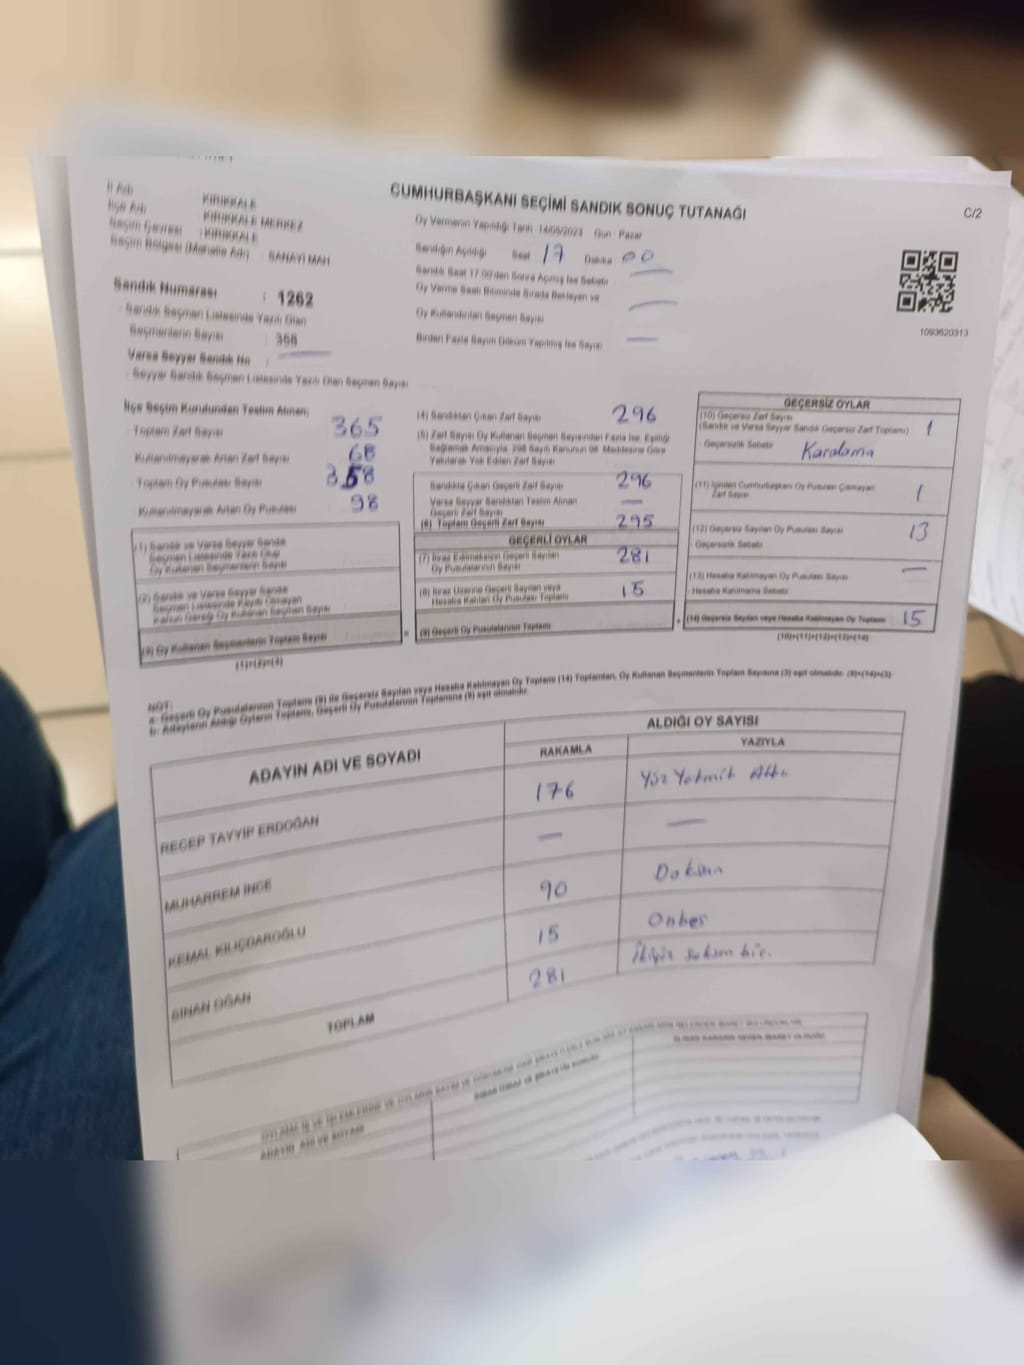 CUMHURBAŞKANI SEÇİMİ SANDIK SONUÇ TUTANAĞI
C/2
İl Adı KIRIKKALE
İlçe Adı KIRIKKALE MERKEZ
Seçim Çevresi : KIRIKKALE
Seçim Bölgesi (Mahalle Adı) : SANAYİ MAH
Oy Vermenin Yapıldığı Tarih 14/05/2023 Gün Pazar
Sandığın Açıldığı Saat 17 Dakika 00
Sandık Saat 17:00'den Sonra Açılmış İse Sebebi —
Oy Verme Saati Bitiminde Sırada Bekleyen ve
Oy Kullandırılan Seçmen Sayısı —
Birden Fazla Sayım Döküm Yapılmış İse Sayısı —
1093620313
Sandık Numarası : 1262
Sandık Seçmen Listesinde Yazılı Olan
Seçmenlerin Sayısı : 358
Varsa Seyyar Sandık No : —
Seyyar Sandık Seçmen Listesinde Yazılı Olan Seçmen Sayısı
İlçe Seçim Kurulundan Teslim Alınan;
Toplam Zarf Sayısı 365
Kullanılmayarak Artan Zarf Sayısı 68
Toplam Oy Pusulası Sayısı 358
Kullanılmayarak Artan Oy Pusulası 98
(1) Sandık ve Varsa Seyyar Sandık
Seçmen Listesinde Yazılı Olup
Oy Kullanan Seçmenlerin Sayısı
(2) Sandık ve Varsa Seyyar Sandık
Seçmen Listesinde Kayıtlı Olmayan
Kanun Gereği Oy Kullanan Seçmen Sayısı
(3) Oy Kullanan Seçmenlerin Toplam Sayısı
(1)+(2)=(3)
(4) Sandıktan Çıkan Zarf Sayısı 296
(5) Zarf Sayısı Oy Kullanan Seçmen Sayısından Fazla İse, Eşitliği
Sağlamak Amacıyla, 298 Sayılı Kanunun 98. Maddesine Göre
Yakılarak Yok Edilen Zarf Sayısı
Sandıkta Çıkan Geçerli Zarf Sayısı 296
Varsa Seyyar Sandıktan Teslim Alınan
Geçerli Zarf Sayısı —
(6) Toplam Geçerli Zarf Sayısı 295
GEÇERLİ OYLAR
(7) İtiraz Edilmeksizin Geçerli Sayılan
Oy Pusulalarının Sayısı 281
(8) İtiraz Üzerine Geçerli Sayılan veya
Hesaba Katılan Oy Pusulası Toplamı 15
(9) Geçerli Oy Pusulalarının Toplamı
GEÇERSİZ OYLAR
(10) Geçersiz Zarf Sayısı
(Sandık ve Varsa Seyyar Sandık Geçersiz Zarf Toplamı) 1
Geçersizlik Sebebi Karalama
(11) İçinden Cumhurbaşkanı Oy Pusulası Çıkmayan
Zarf Sayısı 1
(12) Geçersiz Sayılan Oy Pusulası Sayısı 13
Geçersizlik Sebebi
(13) Hesaba Katılmayan Oy Pusulası Sayısı —
Hesaba Katılmama Sebebi
(14) Geçersiz Sayılan veya Hesaba Katılmayan Oy Toplamı 15
(10)+(11)+(12)+(13)=(14)
NOT:
a- Geçerli Oy Pusulalarının Toplamı (9) ile Geçersiz Sayılan veya Hesaba Katılmayan Oy Toplamı (14) Toplamları, Oy Kullanan Seçmenlerin Toplam Sayısına (3) eşit olmalıdır. (9)+(14)=(3)
b- Adayların Aldığı Oyların Toplamı, Geçerli Oy Pusulalarının Toplamına (9) eşit olmalıdır.
ADAYIN ADI VE SOYADI
ALDIĞI OY SAYISI
RAKAMLA YAZIYLA
RECEP TAYYİP ERDOĞAN 176 Yüz Yetmiş Altı
MUHARREM İNCE — —
KEMAL KILIÇDAROĞLU 90 Doksan
SİNAN OĞAN 15 Onbeş
TOPLAM 281 İkiyüz seksen bir.
ADAYIN ADI VE SOYADI